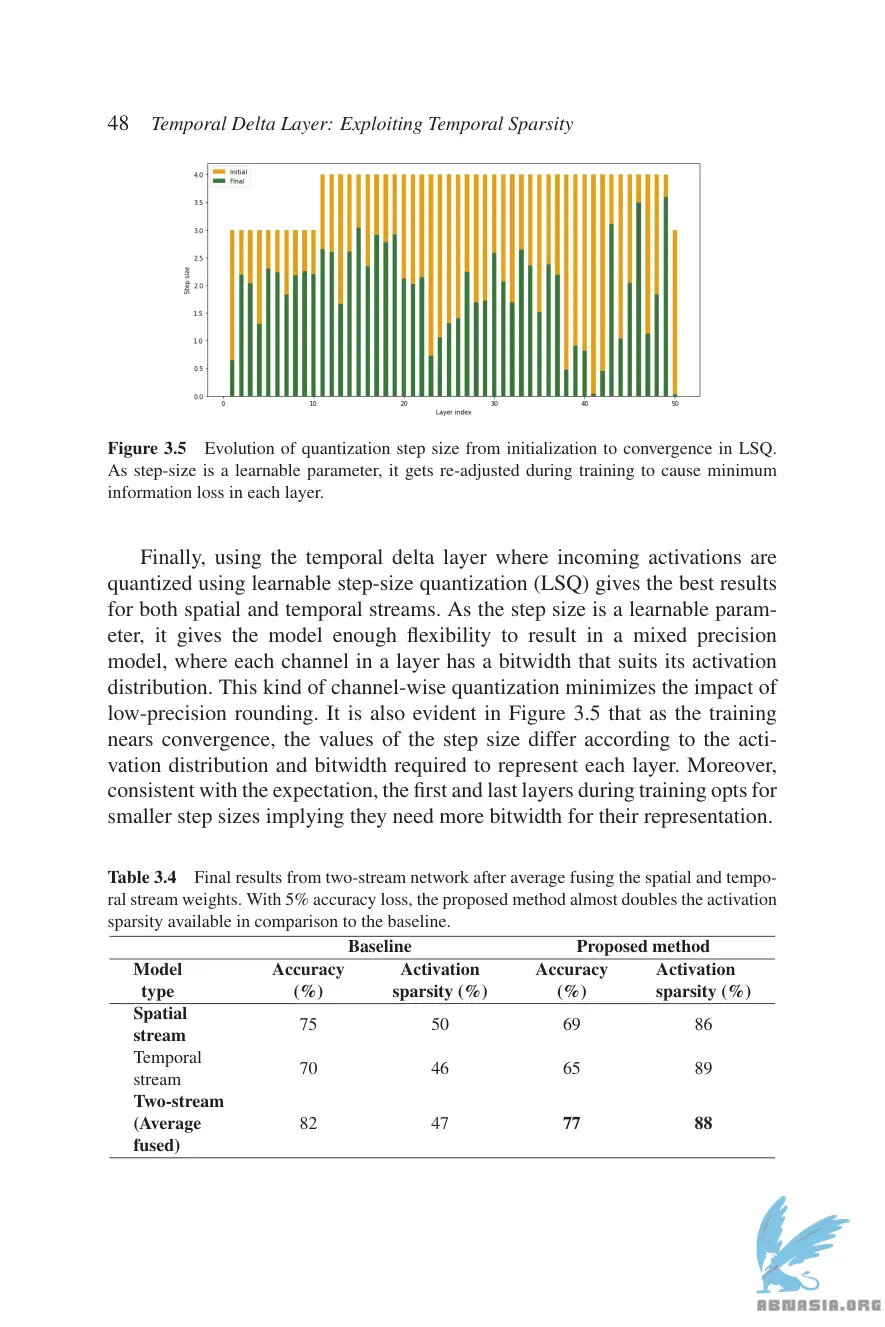 48 Temporal Delta Layer: Exploiting Temporal Sparsity
Initial
Final
4.0
3.5
3.0
2.5
2.0
1.5
1.0
0.5
0.0
Step size
0 10 20 30 40 50
Layer index
Figure 3.5 Evolution of quantization step size from initialization to convergence in LSQ.
As step-size is a learnable parameter, it gets re-adjusted during training to cause minimum
information loss in each layer.
Finally, using the temporal delta layer where incoming activations are
quantized using learnable step-size quantization (LSQ) gives the best results
for both spatial and temporal streams. As the step size is a learnable param-
eter, it gives the model enough flexibility to result in a mixed precision
model, where each channel in a layer has a bitwidth that suits its activation
distribution. This kind of channel-wise quantization minimizes the impact of
low-precision rounding. It is also evident in Figure 3.5 that as the training
nears convergence, the values of the step size differ according to the acti-
vation distribution and bitwidth required to represent each layer. Moreover,
consistent with the expectation, the first and last layers during training opts for
smaller step sizes implying they need more bitwidth for their representation.
Table 3.4 Final results from two-stream network after average fusing the spatial and tempo-
ral stream weights. With 5% accuracy loss, the proposed method almost doubles the activation
sparsity available in comparison to the baseline.
Baseline Proposed method
Model Accuracy Activation Accuracy Activation
type (%) sparsity (%) (%) sparsity (%)
Spatial
stream 75 50 69 86
Temporal
stream 70 46 65 89
Two-stream
(Average 82 47 77 88
fused)
ABNASIA.ORG